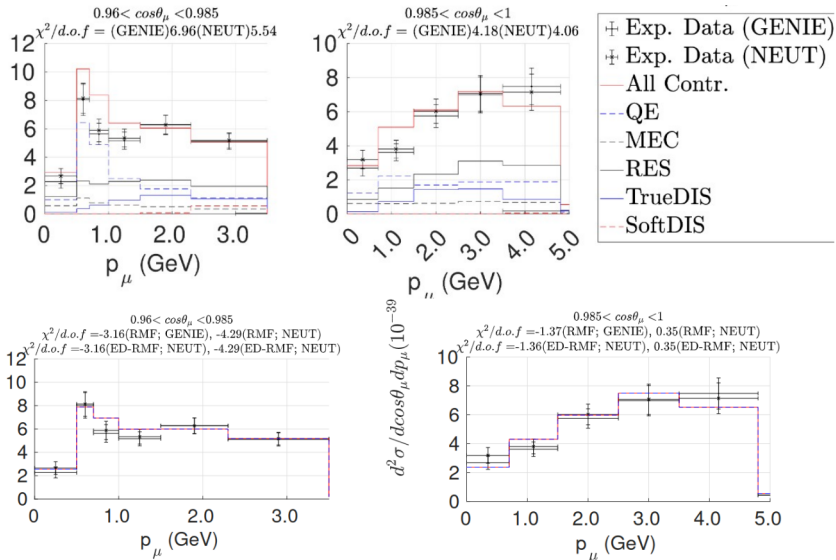 0.96< cosθμ <0.985
χ²/d.o.f = (GENIE)6.96(NEUT)5.54
12
10
8
6
4
2
0
0 1.0 2.0 3.0
pμ (GeV)
0.985< cosθμ <1
χ²/d.o.f = (GENIE)4.18(NEUT)4.06
10
8
6
4
2
0
0 1.0 2.0 3.0 4.0 5.0
pμ (GeV)
Exp. Data (GENIE)
Exp. Data (NEUT)
All Contr.
QE
MEC
RES
TrueDIS
SoftDIS
0.96< cosθμ <0.985
χ²/d.o.f =-3.16(RMF; GENIE), -4.29(RMF; NEUT)
χ²/d.o.f =-3.16(ED-RMF; NEUT), -4.29(ED-RMF; NEUT)
12
10
8
6
4
2
0
0 1.0 2.0 3.0
pμ (GeV)
0.985< cosθμ <1
χ²/d.o.f =-1.37(RMF; GENIE), 0.35(RMF; NEUT)
χ²/d.o.f =-1.36(ED-RMF; NEUT), 0.35(ED-RMF; NEUT)
d²σ/dcosθμdpμ(10⁻³⁹
10
8
6
4
2
0
0 1.0 2.0 3.0 4.0 5.0
pμ (GeV)